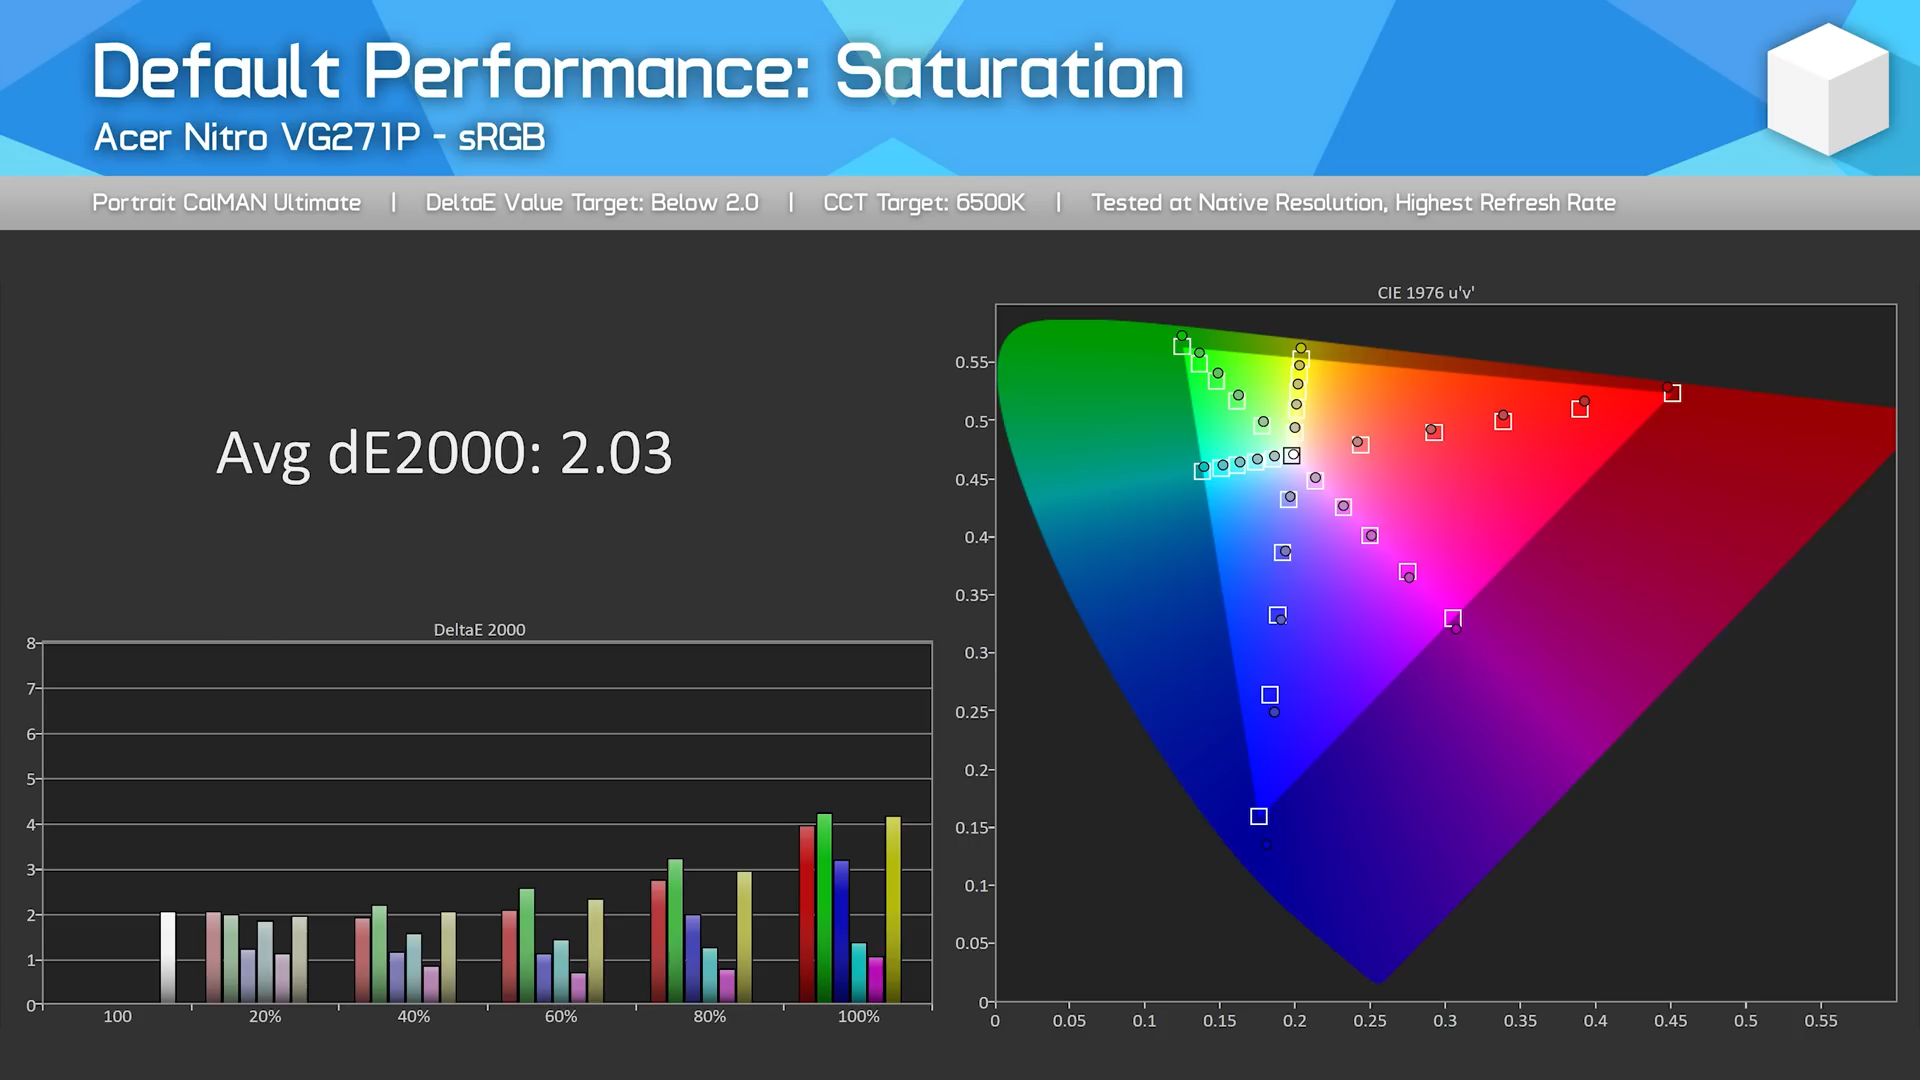 Default Performance: Saturation
Acer Nitro VG271P - sRGB
Portrait CalMAN Ultimate | DeltaE Value Target: Below 2.0 | CCT Target: 6500K | Tested at Native Resolution, Highest Refresh Rate
Avg dE2000: 2.03
DeltaE 2000
8
7
6
5
4
3
2
1
0
100 20% 40% 60% 80% 100%
CIE 1976 u'v'
0.55
0.5
0.45
0.4
0.35
0.3
0.25
0.2
0.15
0.1
0.05
0
0 0.05 0.1 0.15 0.2 0.25 0.3 0.35 0.4 0.45 0.5 0.55